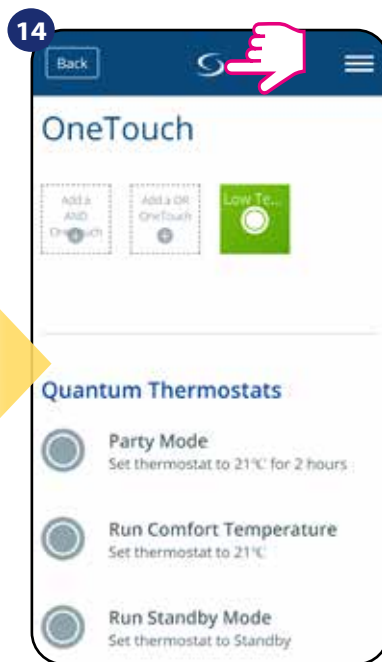 14
Back
OneTouch
Add a
AND
OneTouch
Add a OR
OneTouch
Low Te...
Quantum Thermostats
Party Mode
Set thermostat to 21°C for 2 hours
Run Comfort Temperature
Set thermostat to 21°C
Run Standby Mode
Set thermostat to Standby